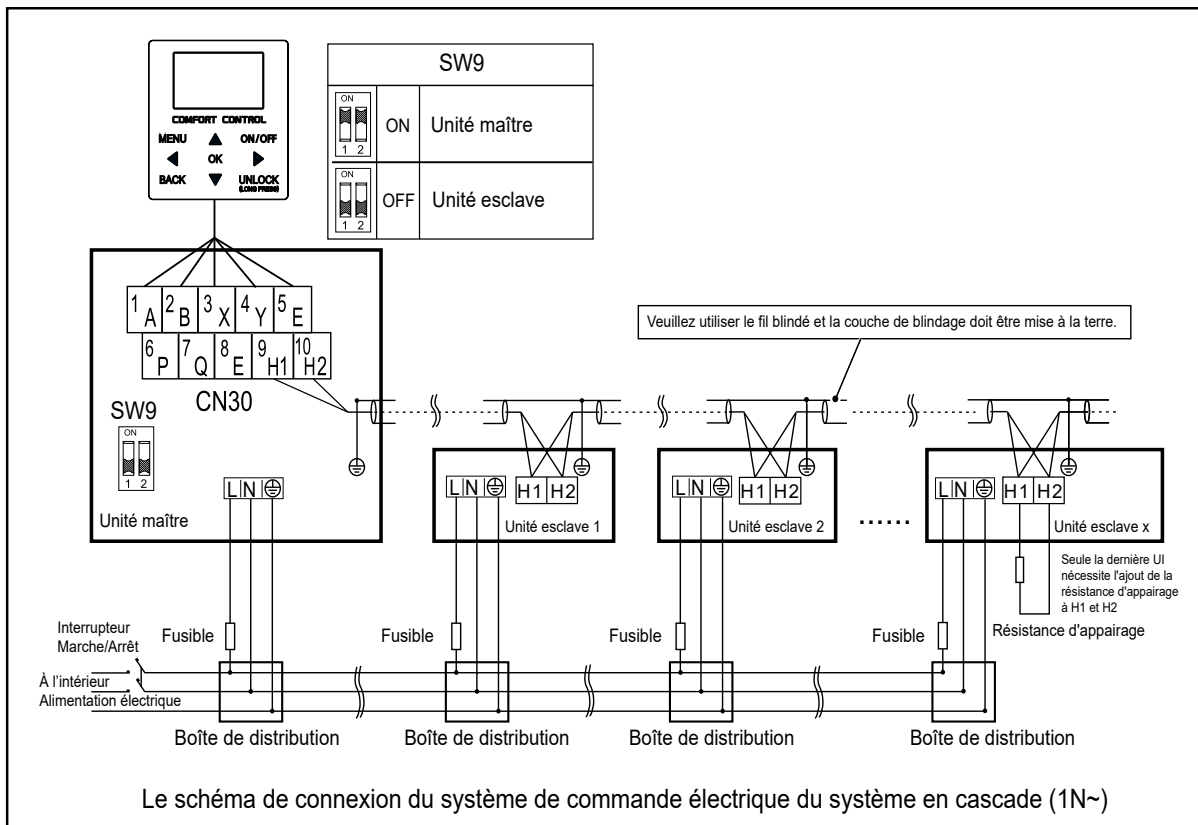 COMFORT CONTROL
MENU ON/OFF
OK
BACK UNLOCK
(LONG PRESS)
SW9
ON
1 2
ON
Unité maître
ON
1 2
OFF
Unité esclave
1 A 2 B 3 X 4 Y 5 E
6 P 7 Q 8 E 9 H1 10 H2
CN30
SW9
ON
1 2
Unité maître
L N
Veuillez utiliser le fil blindé et la couche de blindage doit être mise à la terre.
L N
H1 H2
Unité esclave 1
L N
H1 H2
Unité esclave 2
......
L N
H1 H2
Unité esclave x
Seule la dernière UI
nécessite l'ajout de la
résistance d'appairage
à H1 et H2
Résistance d'appairage
Interrupteur
Marche/Arrêt
À l'intérieur
Alimentation électrique
Fusible
Fusible
Fusible
Fusible
Boîte de distribution
Boîte de distribution
Boîte de distribution
Boîte de distribution
Le schéma de connexion du système de commande électrique du système en cascade (1N~)